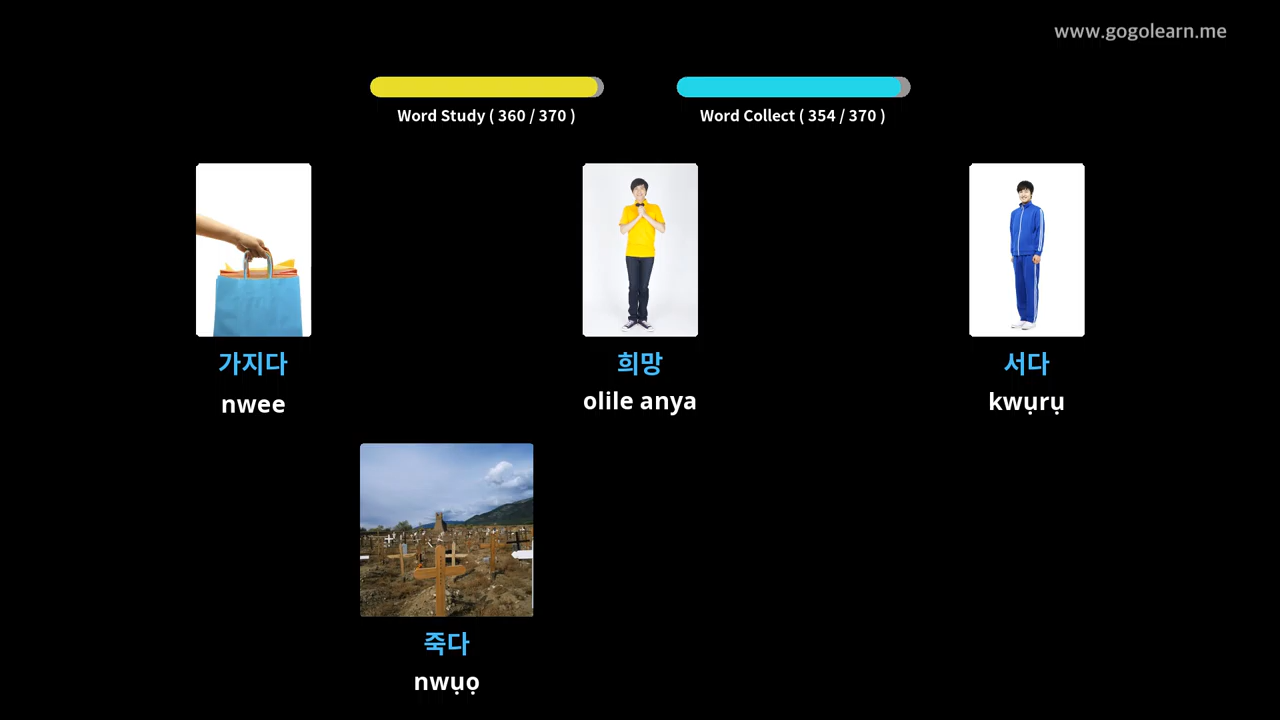 www.gogolearn.me
Word Study ( 360 / 370 )
Word Collect ( 354 / 370 )
가지다
nwee
희망
olile anya
서다
kwụrụ
죽다
nwụọ